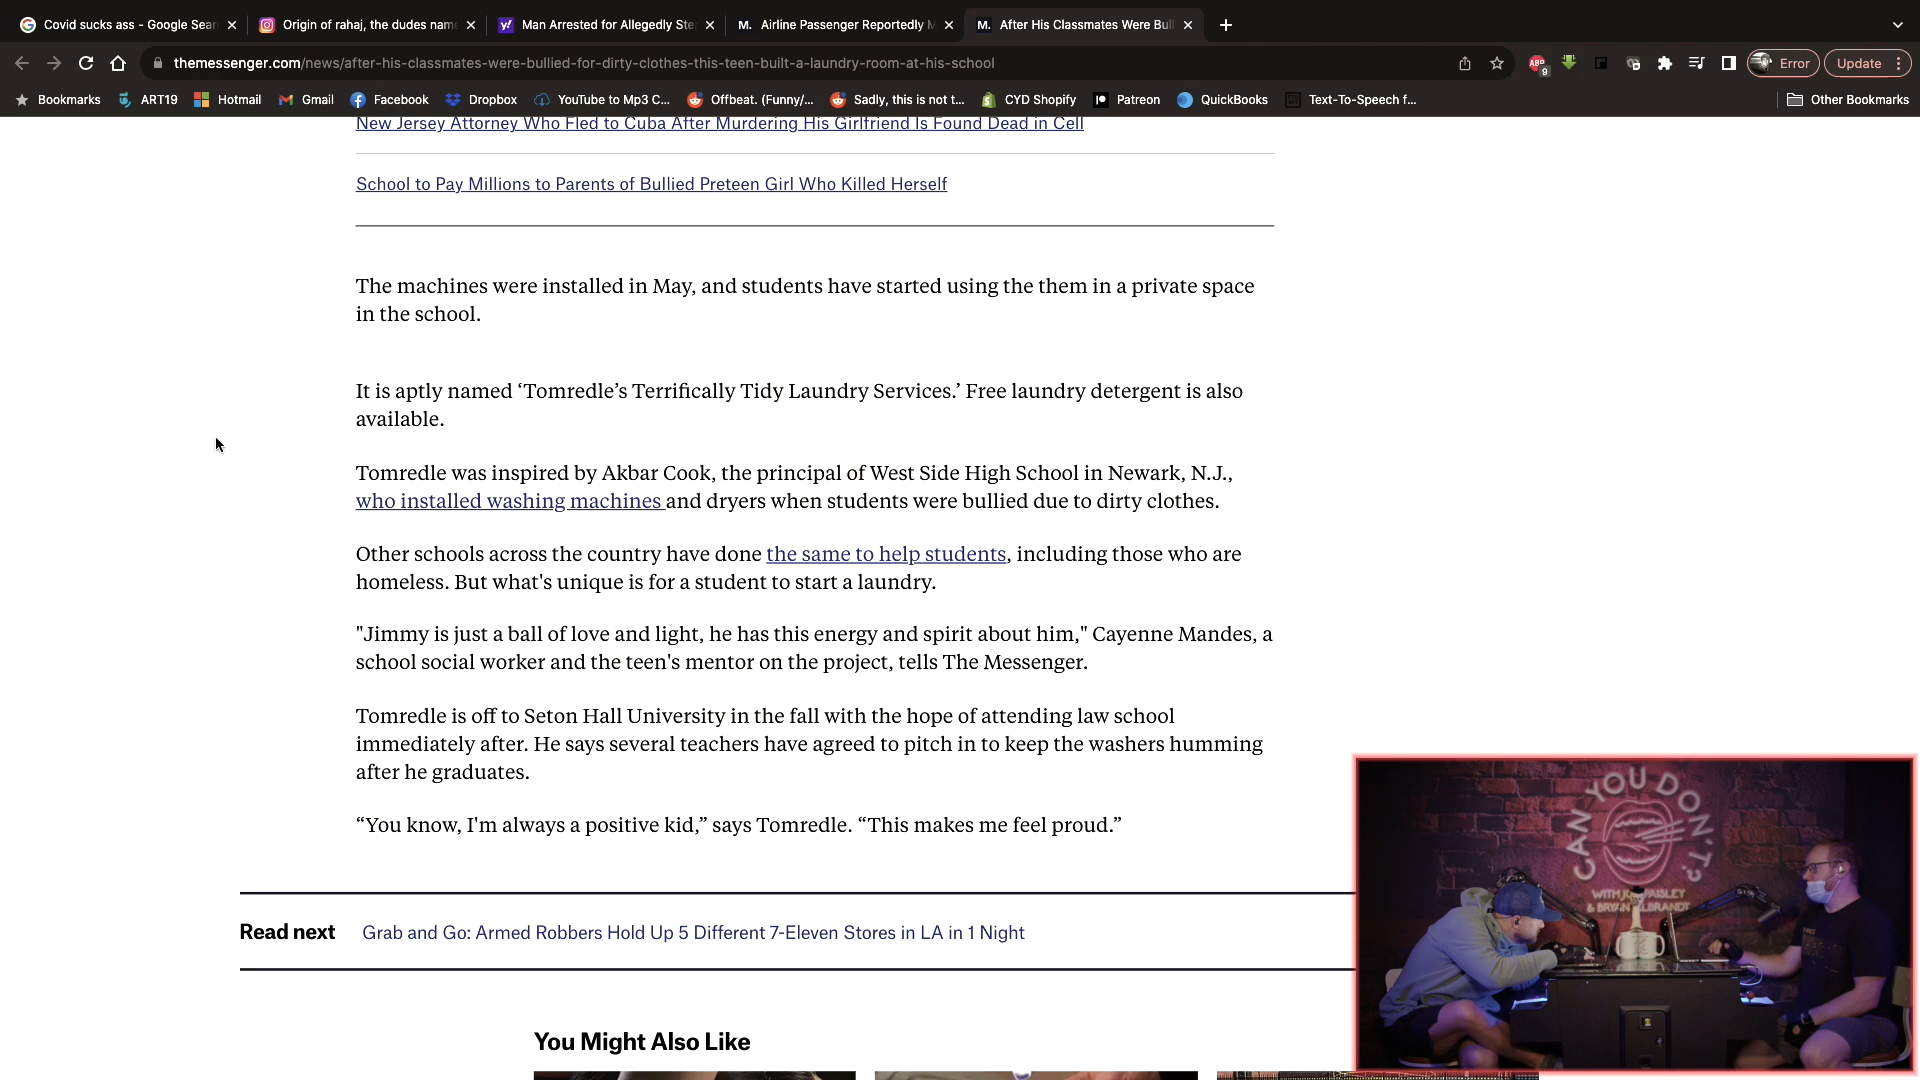 Covid sucks ass - Google Sear
Origin of rahaj, the dudes name
Man Arrested for Allegedly Ste
M. Airline Passenger Reportedly M
M. After His Classmates Were Bul
themessenger.com/news/after-his-classmates-were-bullied-for-dirty-clothes-this-teen-built-a-laundry-room-at-his-school
ABP 9
Error
Update
Bookmarks
ART19
Hotmail
Gmail
Facebook
Dropbox
YouTube to Mp3 C...
Offbeat. (Funny/...
Sadly, this is not t...
CYD Shopify
Patreon
QuickBooks
Text-To-Speech f...
Other Bookmarks
New Jersey Attorney Who Fled to Cuba After Murdering His Girlfriend Is Found Dead in Cell
School to Pay Millions to Parents of Bullied Preteen Girl Who Killed Herself
The machines were installed in May, and students have started using the them in a private space
in the school.
It is aptly named ‘Tomredle’s Terrifically Tidy Laundry Services.’ Free laundry detergent is also
available.
Tomredle was inspired by Akbar Cook, the principal of West Side High School in Newark, N.J.,
who installed washing machines and dryers when students were bullied due to dirty clothes.
Other schools across the country have done the same to help students, including those who are
homeless. But what's unique is for a student to start a laundry.
"Jimmy is just a ball of love and light, he has this energy and spirit about him," Cayenne Mandes, a
school social worker and the teen's mentor on the project, tells The Messenger.
Tomredle is off to Seton Hall University in the fall with the hope of attending law school
immediately after. He says several teachers have agreed to pitch in to keep the washers humming
after he graduates.
“You know, I'm always a positive kid,” says Tomredle. “This makes me feel proud.”
Read next
Grab and Go: Armed Robbers Hold Up 5 Different 7-Eleven Stores in LA in 1 Night
You Might Also Like
CAN YOU DON'T?
WITH PAISLEY
&